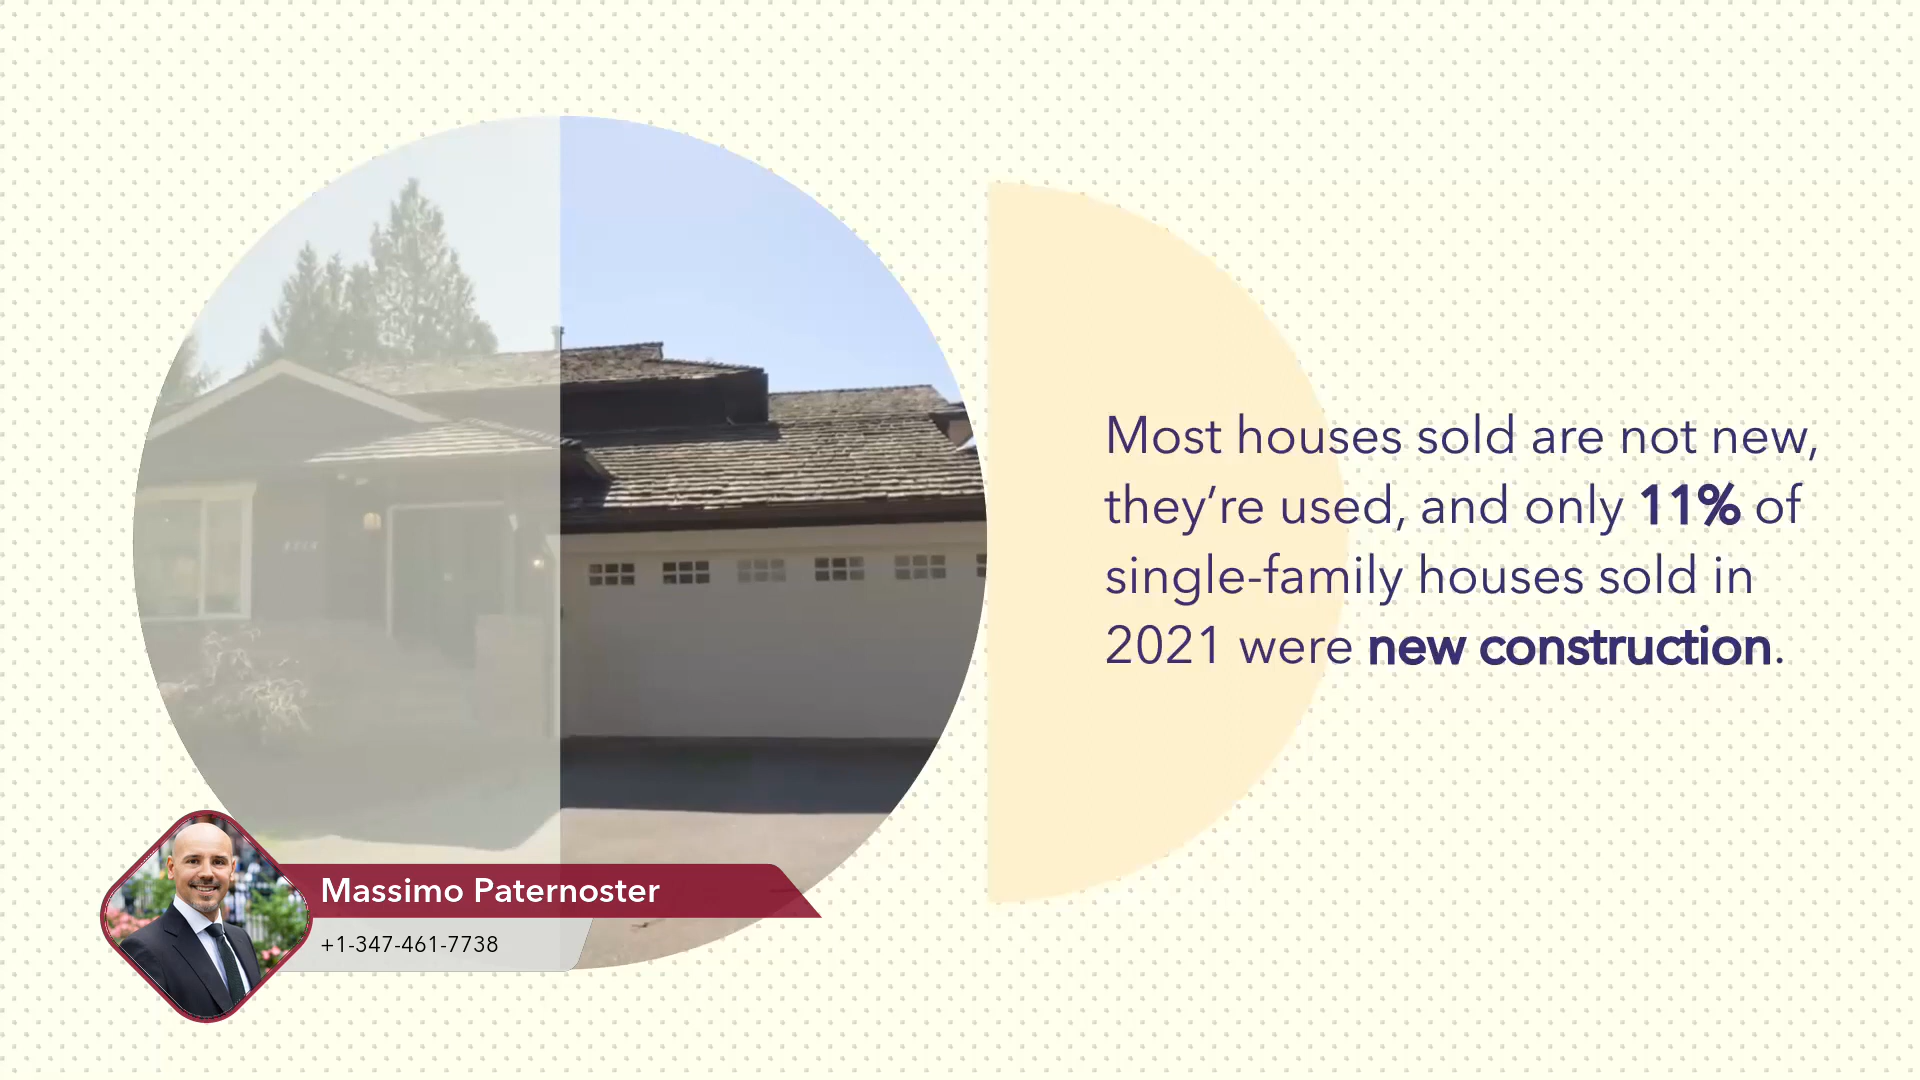 Most houses sold are not new,
they’re used, and only 11% of
single-family houses sold in
2021 were new construction.
Massimo Paternoster
+1-347-461-7738